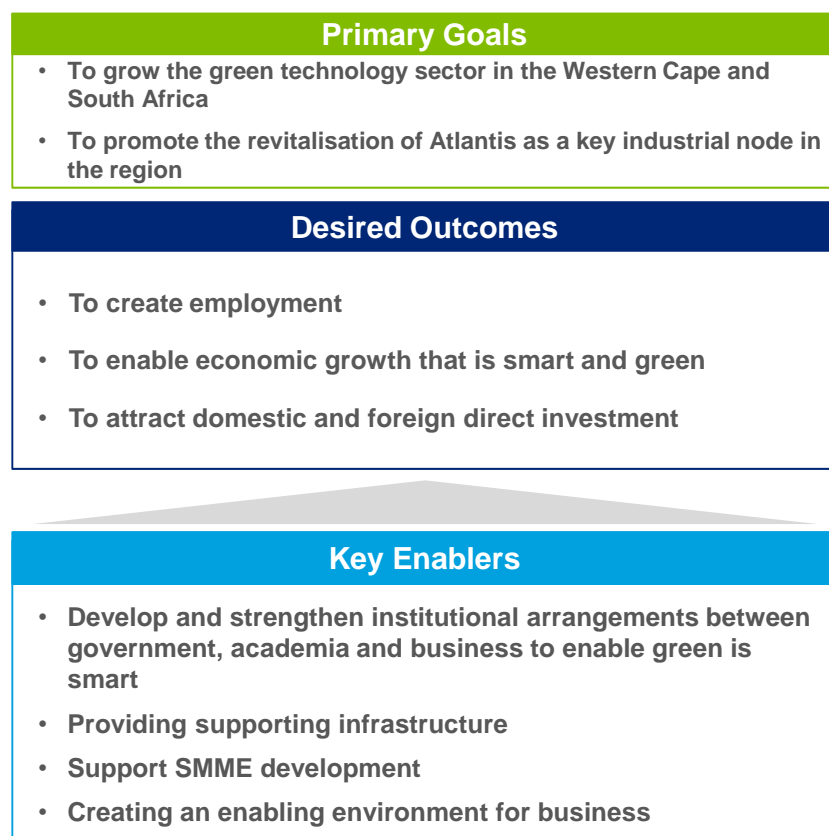 Primary Goals
• To grow the green technology sector in the Western Cape and
South Africa
• To promote the revitalisation of Atlantis as a key industrial node in
the region
Desired Outcomes
• To create employment
• To enable economic growth that is smart and green
• To attract domestic and foreign direct investment
Key Enablers
• Develop and strengthen institutional arrangements between
government, academia and business to enable green is
smart
• Providing supporting infrastructure
• Support SMME development
• Creating an enabling environment for business